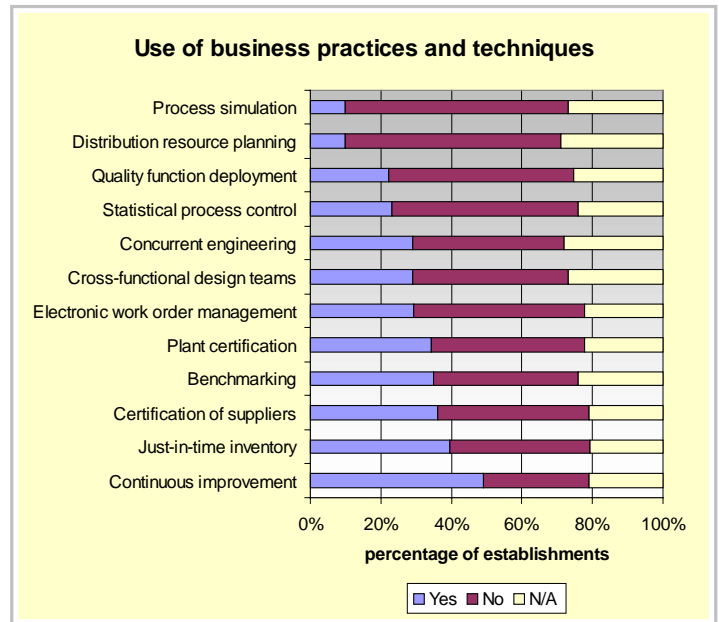 Use of business practices and techniques
Process simulation
Distribution resource planning
Quality function deployment
Statistical process control
Concurrent engineering
Cross-functional design teams
Electronic work order management
Plant certification
Benchmarking
Certification of suppliers
Just-in-time inventory
Continuous improvement
0% 20% 40% 60% 80% 100%
percentage of establishments
Yes No N/A